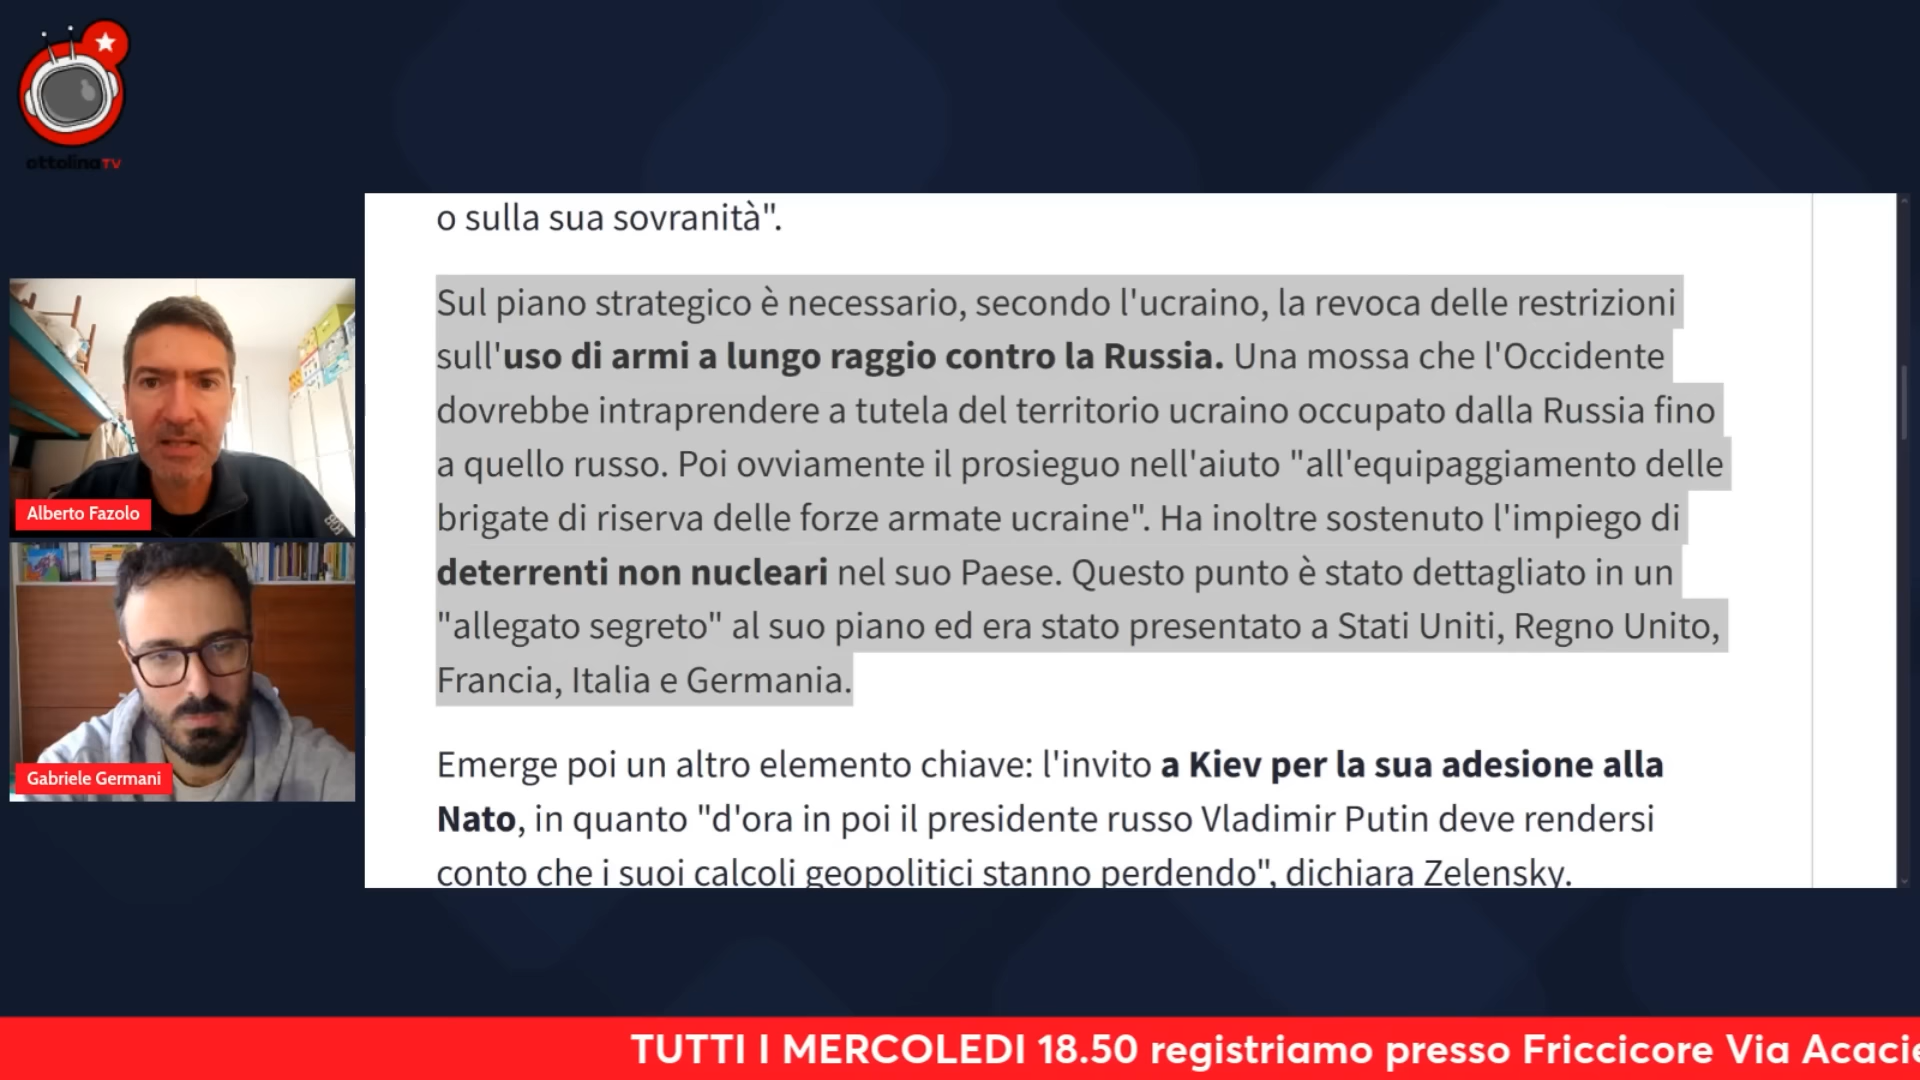 ottolinaTV
o sulla sua sovranità".
Sul piano strategico è necessario, secondo l'ucraino, la revoca delle restrizioni
sull'uso di armi a lungo raggio contro la Russia. Una mossa che l'Occidente
dovrebbe intraprendere a tutela del territorio ucraino occupato dalla Russia fino
a quello russo. Poi ovviamente il prosieguo nell'aiuto "all'equipaggiamento delle
brigate di riserva delle forze armate ucraine". Ha inoltre sostenuto l'impiego di
deterrenti non nucleari nel suo Paese. Questo punto è stato dettagliato in un
"allegato segreto" al suo piano ed era stato presentato a Stati Uniti, Regno Unito,
Francia, Italia e Germania.
Emerge poi un altro elemento chiave: l'invito a Kiev per la sua adesione alla
Nato, in quanto "d'ora in poi il presidente russo Vladimir Putin deve rendersi
conto che i suoi calcoli geopolitici stanno perdendo", dichiara Zelensky.
Alberto Fazolo
Gabriele Germani
TUTTI I MERCOLEDI 18.50 registriamo presso Friccicore Via Acacie